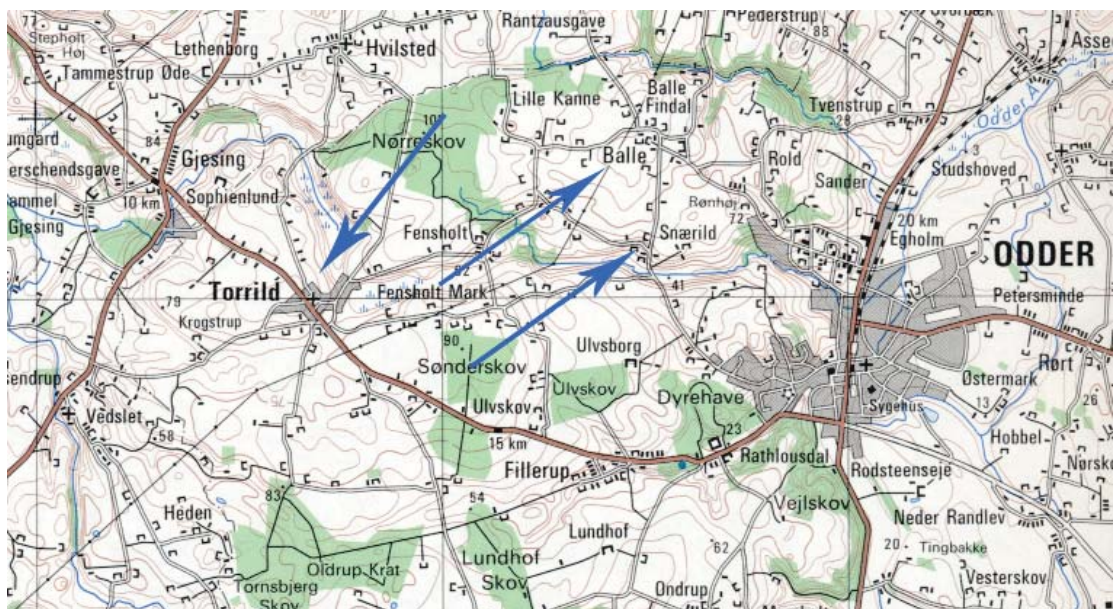 77
Stepholt
Høj
Lethenborg
Tammestrup Øde
Hvilsted
Rantzausgave
Pederstrup
88
Assed
Lille Kanne
Balle
Findal
Tvenstrup
28
Odder Å
84
Gjesing
Nørreskov
Balle
Rold
3
Studshoved
Sander
10 km
Sophienlund
Gjesing
Rønhøj
72
20 km
Egholm
Fensholt
Snærild
ODDER
Torrild
Fensholt Mark
41
Petersminde
79
Krogstrup
90
Sønderskov
Ulvsborg
Ulvskov
Dyrehave
Østermark
Rørt
13
26
Vedslet
58
Ulvskov
15 km
23
Sygehus
Hobbel
Fillerup
Rathlousdal
Rodsteenseje
83
Heden
54
Vejlskov
Neder Randlev
Lundhof
62
20
Tingbakke
Oldrup Krat
Lundhof
Skov
Tornsbjerg
Skov
Ondrup
Vesterskov